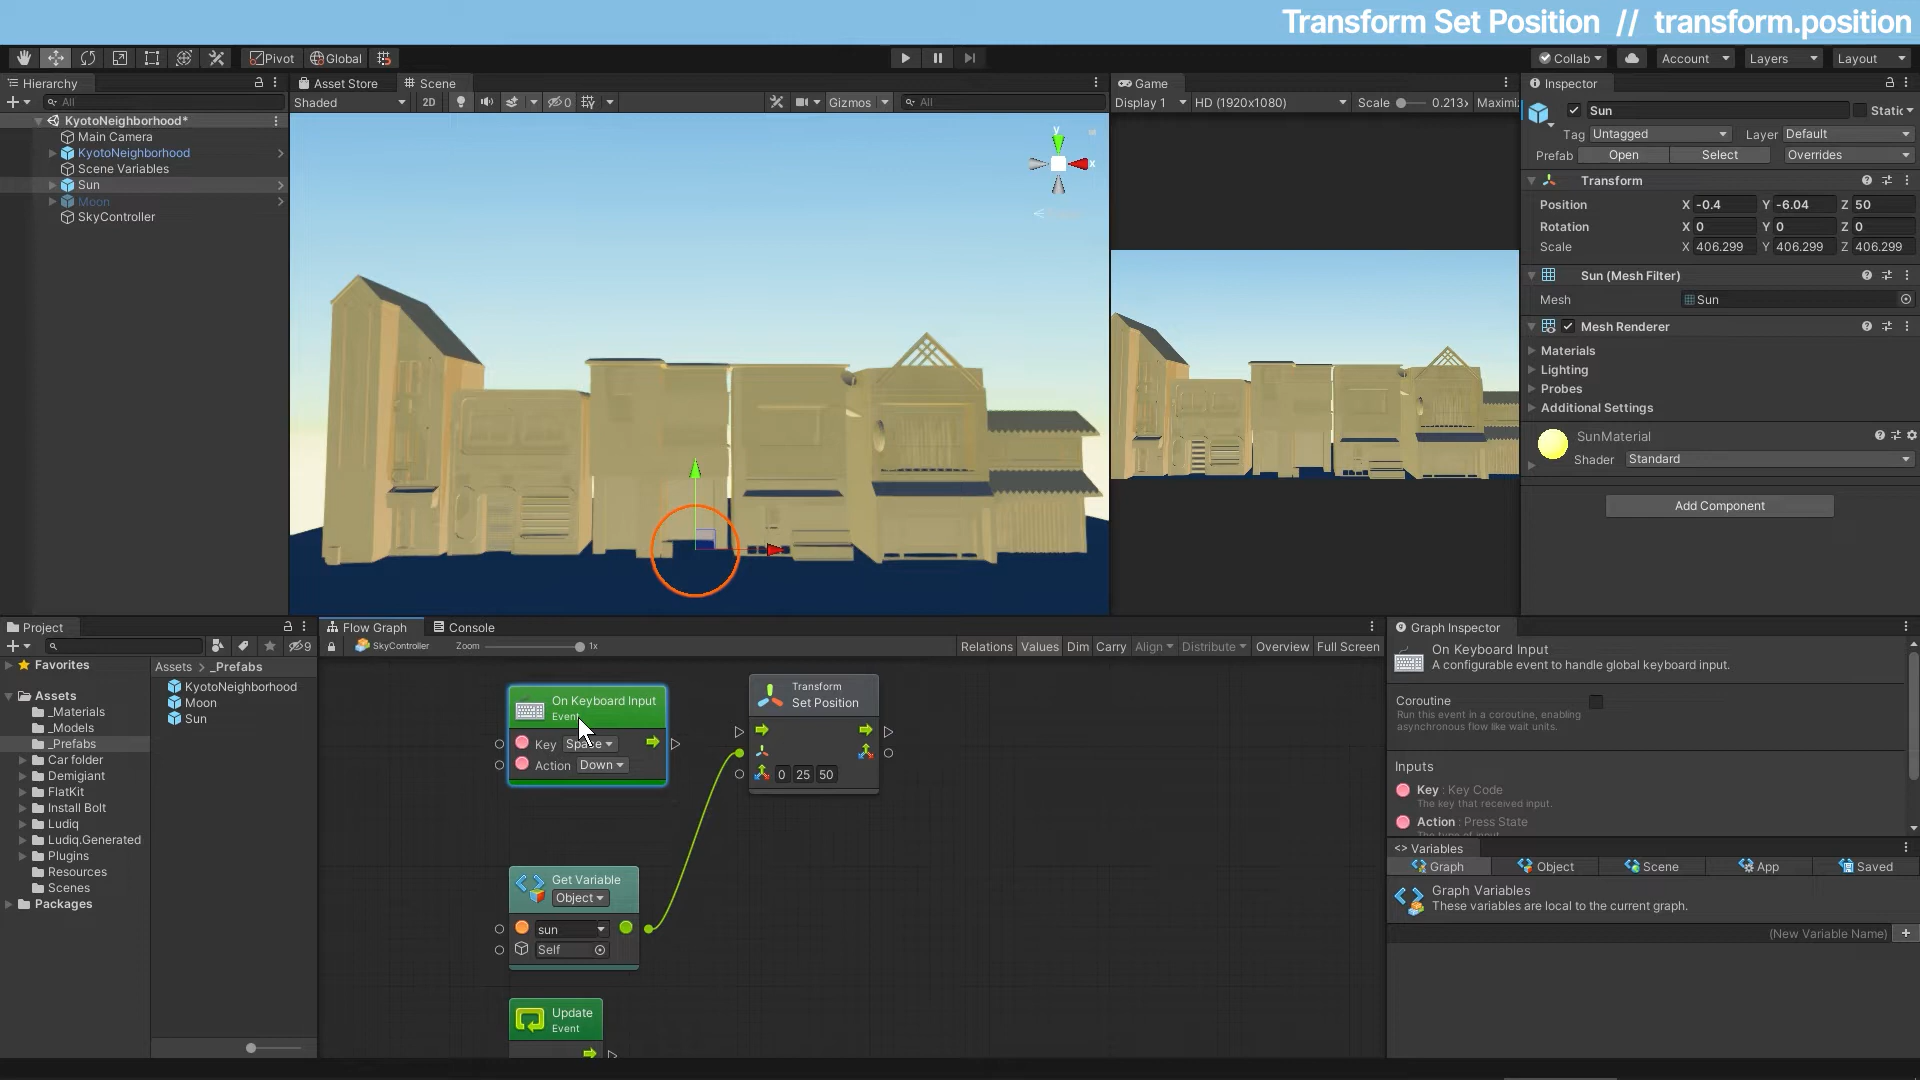 Transform Set Position // transform.position
Pivot
Global
Collab
Account
Layers
Layout
Hierarchy
All
KyotoNeighborhood*
Main Camera
KyotoNeighborhood
Scene Variables
Sun
Moon
SkyController
Asset Store
Scene
Shaded
2D
0
Gizmos
All
y
x
Game
Display 1
HD (1920x1080)
Scale
0.213x
Maximi
Inspector
Sun
Static
Tag Untagged
Layer Default
Prefab Open Select Overrides
Transform
Position X -0.4 Y -6.04 Z 50
Rotation X 0 Y 0 Z 0
Scale X 406.299 Y 406.299 Z 406.299
Sun (Mesh Filter)
Mesh Sun
Mesh Renderer
Materials
Lighting
Probes
Additional Settings
SunMaterial
Shader Standard
Add Component
Project
9
Favorites
Assets
_Materials
_Models
_Prefabs
Car folder
Demigiant
FlatKit
Install Bolt
Ludiq
Ludiq.Generated
Plugins
Resources
Scenes
Packages
Assets > _Prefabs
KyotoNeighborhood
Moon
Sun
Flow Graph
Console
SkyController
Zoom
1x
Relations
Values
Dim
Carry
Align
Distribute
Overview
Full Screen
On Keyboard Input
Event
Key Space
Action Down
Transform
Set Position
0 25 50
Get Variable
Object
sun
Self
Update
Event
Graph Inspector
On Keyboard Input
A configurable event to handle global keyboard input.
Coroutine
Run this event in a coroutine, enabling
asynchronous flow like wait units.
Inputs
Key : Key Code
The key that received input.
Action : Press State
The type of input.
<> Variables
Graph
Object
Scene
App
Saved
Graph Variables
These variables are local to the current graph.
(New Variable Name)